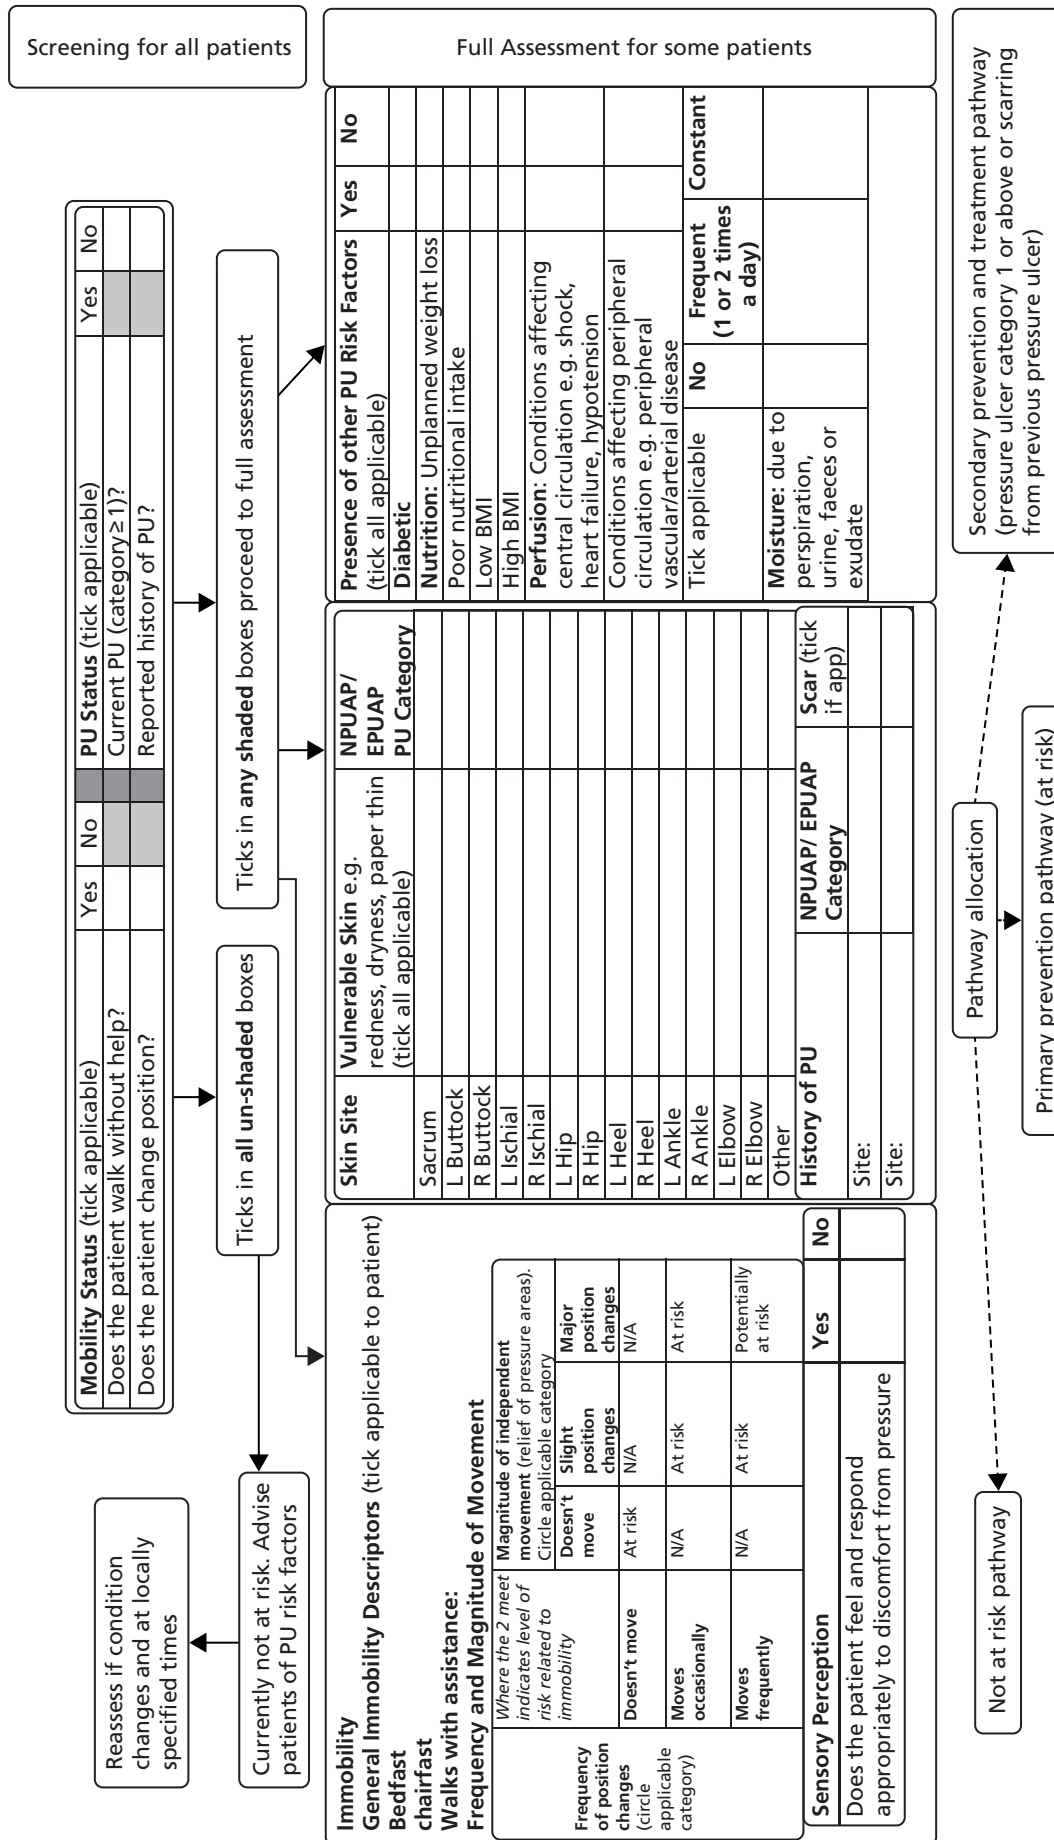 Screening for all patients
Mobility Status (tick applicable) Yes No PU Status (tick applicable) Yes No
Does the patient walk without help? Current PU (category ≥ 1)?
Does the patient change position? Reported history of PU?
Reassess if condition
changes and at locally
specified times
Currently not at risk. Advise
patients of PU risk factors
Ticks in all un-shaded boxes
Ticks in any shaded boxes proceed to full assessment
Full Assessment for some patients
Immobility
General Immobility Descriptors (tick applicable to patient)
Bedfast
chairfast
Walks with assistance:
Frequency and Magnitude of Movement
Where the 2 meet
indicates level of
risk related to
immobility
Magnitude of independent
movement (relief of pressure areas).
Circle applicable category
Doesn't
move
Slight
position
changes
Major
position
changes
Frequency
of position
changes
(circle
applicable
category)
Doesn't move At risk N/A N/A
Moves
occasionally
N/A At risk At risk
Moves
frequently
N/A At risk Potentially
at risk
Sensory Perception Yes No
Does the patient feel and respond
appropriately to discomfort from pressure
Skin Site
Vulnerable Skin e.g.
redness, dryness, paper thin
(tick all applicable)
NPUAP/
EPUAP
PU Category
Sacrum
L Buttock
R Buttock
L Ischial
R Ischial
L Hip
R Hip
L Heel
R Heel
L Ankle
R Ankle
L Elbow
R Elbow
Other
History of PU
NPUAP/ EPUAP
Category
Scar (tick
if app)
Site:
Site:
Presence of other PU Risk Factors
(tick all applicable)
Yes No
Diabetic
Nutrition: Unplanned weight loss
Poor nutritional intake
Low BMI
High BMI
Perfusion: Conditions affecting
central circulation e.g. shock,
heart failure, hypotension
Conditions affecting peripheral
circulation e.g. peripheral
vascular/arterial disease
Tick applicable
No
Frequent
(1 or 2 times
a day)
Constant
Moisture: due to
perspiration,
urine, faeces or
exudate
Pathway allocation
Not at risk pathway
Primary prevention pathway (at risk)
Secondary prevention and treatment pathway
(pressure ulcer category 1 or above or scarring
from previous pressure ulcer)